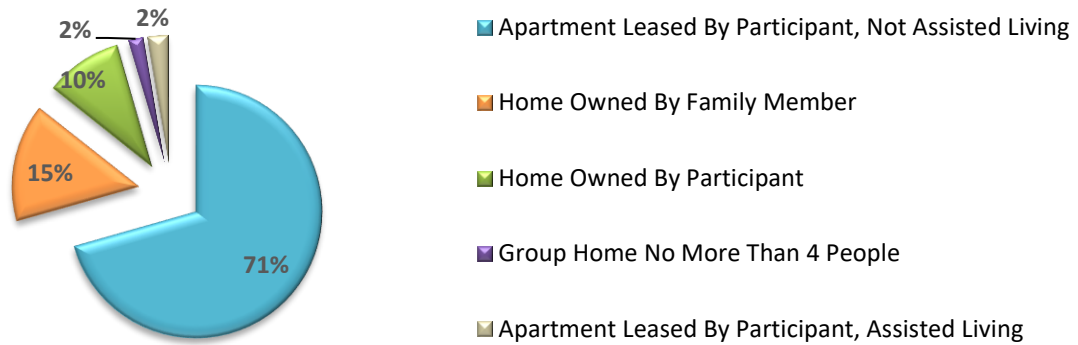 2%
2%
10%
15%
71%
Apartment Leased By Participant, Not Assisted Living
Home Owned By Family Member
Home Owned By Participant
Group Home No More Than 4 People
Apartment Leased By Participant, Assisted Living